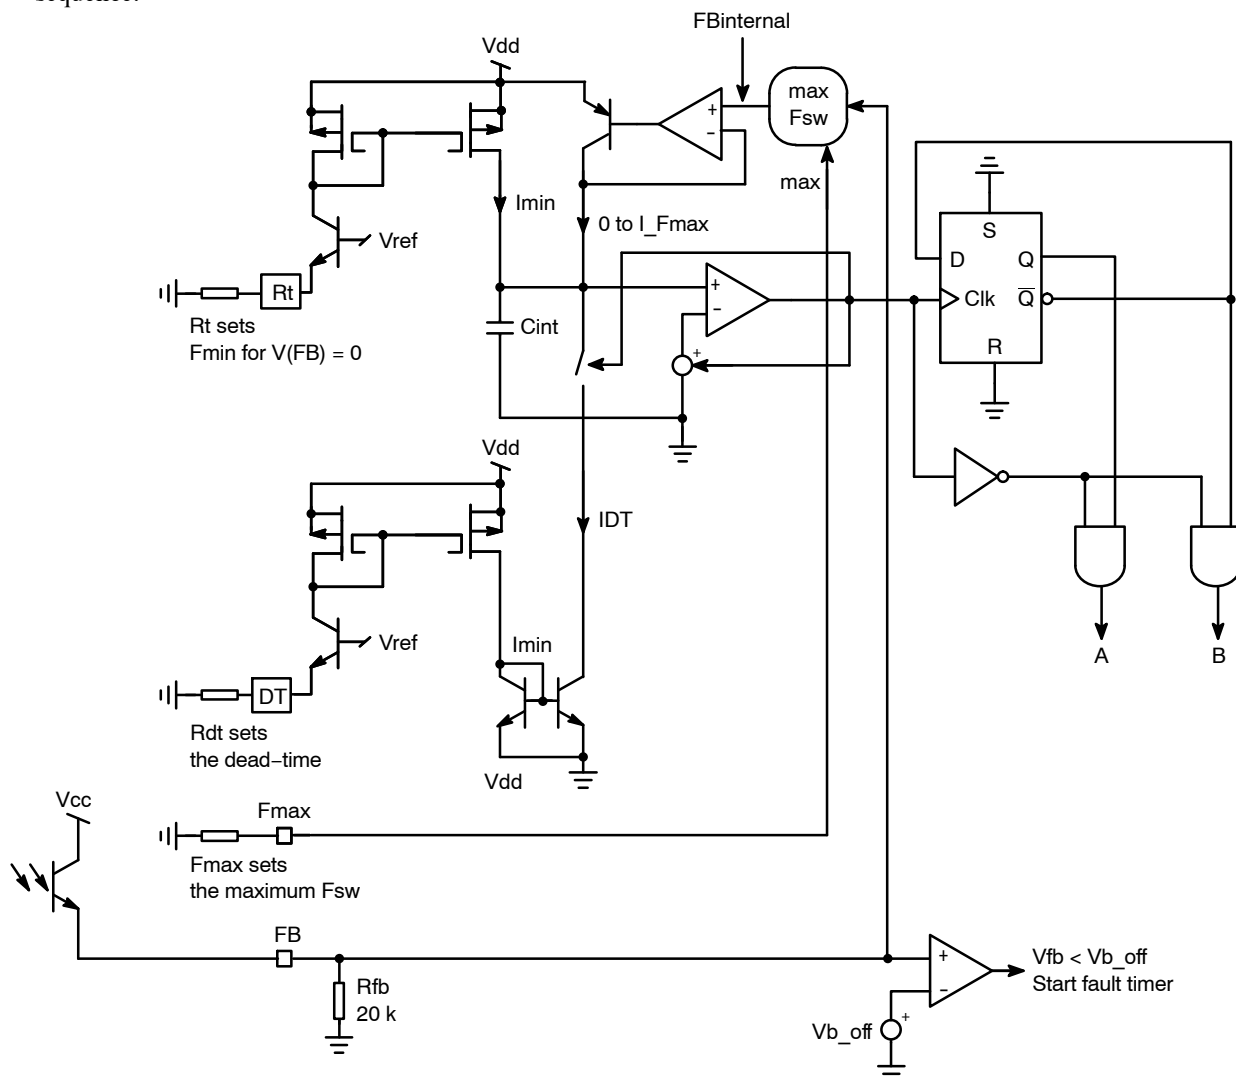 sequence.
FBinternal
Vdd
max
Fsw
+
−
max
Imin
0 to I_Fmax
Vref
Rt
Rt sets
Fmin for V(FB) = 0
Cint
+
−
+
S
D
Q
Clk
Q
R
Vdd
IDT
Vref
Imin
A
B
DT
Rdt sets
the dead−time
Vdd
Vcc
Fmax
Fmax sets
the maximum Fsw
FB
Rfb
20 k
+
−
Vfb < Vb_off
Start fault timer
Vb_off
+